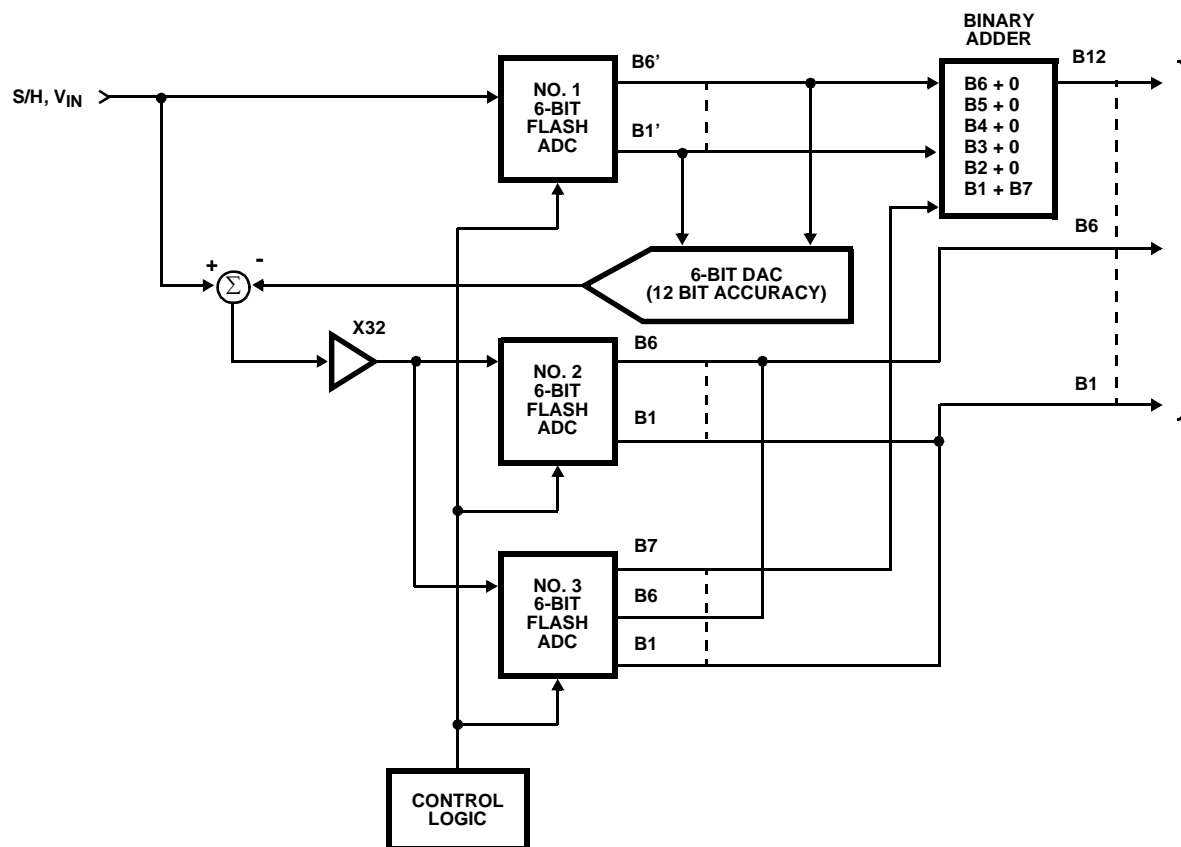 BINARY
ADDER
S/H, VIN
NO. 1
6-BIT
FLASH
ADC
B6’
B1’
B6 + 0
B5 + 0
B4 + 0
B3 + 0
B2 + 0
B1 + B7
B12
+
-
Σ
6-BIT DAC
(12 BIT ACCURACY)
B6
X32
NO. 2
6-BIT
FLASH
ADC
B6
B1
B1
NO. 3
6-BIT
FLASH
ADC
B7
B6
B1
CONTROL
LOGIC